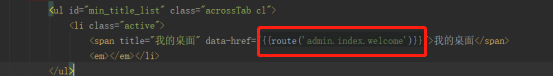 <ul id="min_title_list" class="acrossTab cl">
<li class="active">
<span title="我的桌面" data-href="{{route('admin.index.welcome')}}">我的桌面</span>
<em></em></li>
</ul>